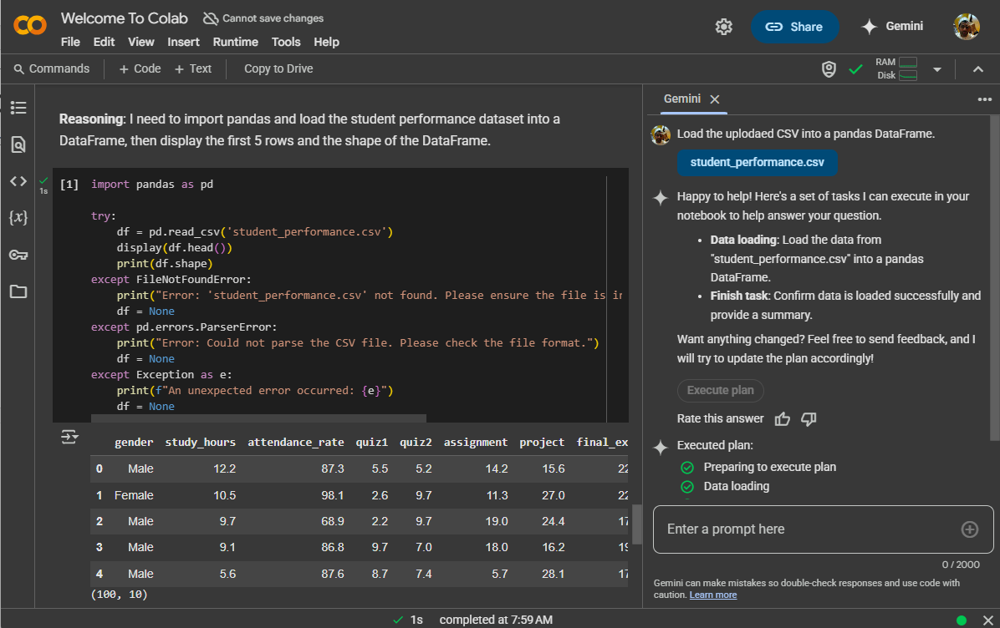 Welcome To Colab Cannot save changes
File Edit View Insert Runtime Tools Help
Share
Gemini
Commands + Code + Text Copy to Drive
RAM
Disk
Reasoning: I need to import pandas and load the student performance dataset into a
DataFrame, then display the first 5 rows and the shape of the DataFrame.
1s
[1] import pandas as pd
try:
    df = pd.read_csv('student_performance.csv')
    display(df.head())
    print(df.shape)
except FileNotFoundError:
    print("Error: 'student_performance.csv' not found. Please ensure the file is in
    df = None
except pd.errors.ParserError:
    print("Error: Could not parse the CSV file. Please check the file format.")
    df = None
except Exception as e:
    print(f"An unexpected error occurred: {e}")
    df = None
gender study_hours attendance_rate quiz1 quiz2 assignment project final_ex
0 Male 12.2 87.3 5.5 5.2 14.2 15.6 22
1 Female 10.5 98.1 2.6 9.7 11.3 27.0 22
2 Male 9.7 68.9 2.2 9.7 19.0 24.4 17
3 Male 9.1 86.8 9.7 7.0 18.0 16.2 19
4 Male 5.6 87.6 8.7 7.4 5.7 28.1 17
(100, 10)
Gemini
Load the uplodaed CSV into a pandas DataFrame.
student_performance.csv
Happy to help! Here's a set of tasks I can execute in your
notebook to help answer your question.
• Data loading: Load the data from
"student_performance.csv" into a pandas
DataFrame.
• Finish task: Confirm data is loaded successfully and
provide a summary.
Want anything changed? Feel free to send feedback, and I
will try to update the plan accordingly!
Execute plan
Rate this answer
Executed plan:
Preparing to execute plan
Data loading
Enter a prompt here
0 / 2000
Gemini can make mistakes so double-check responses and use code with
caution. Learn more
1s completed at 7:59 AM